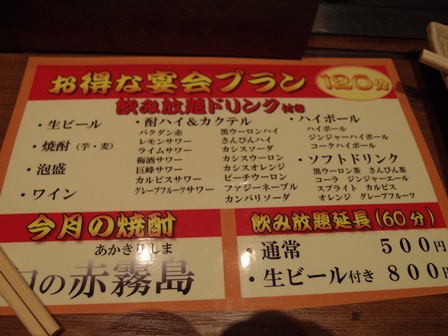 お得な宴会プラン 120分
飲み放題ドリンク付き
・生ビール
・焼酎（芋・麦）
・泡盛
・ワイン
・酎ハイ&カクテル
バクダン赤 黒ウーロンハイ
レモンサワー さんぴんハイ
ライムサワー カシスソーダ
梅酒サワー カシスウーロン
巨峰サワー カシスオレンジ
カルピスサワー ピーチウーロン
グレープフルーツサワー ファジーネーブル
カンパリソーダ
・ハイボール
ハイボール
ジンジャーハイボール
コークハイボール
・ソフトドリンク
黒ウーロン茶 さんぴん茶
コーラ ジンジャーエール
スプライト カルピス
オレンジ グレープフルーツ
今月の焼酎
あかきりしま
の赤霧島
飲み放題延長(60分)
・通常 500円
・生ビール付き 800円